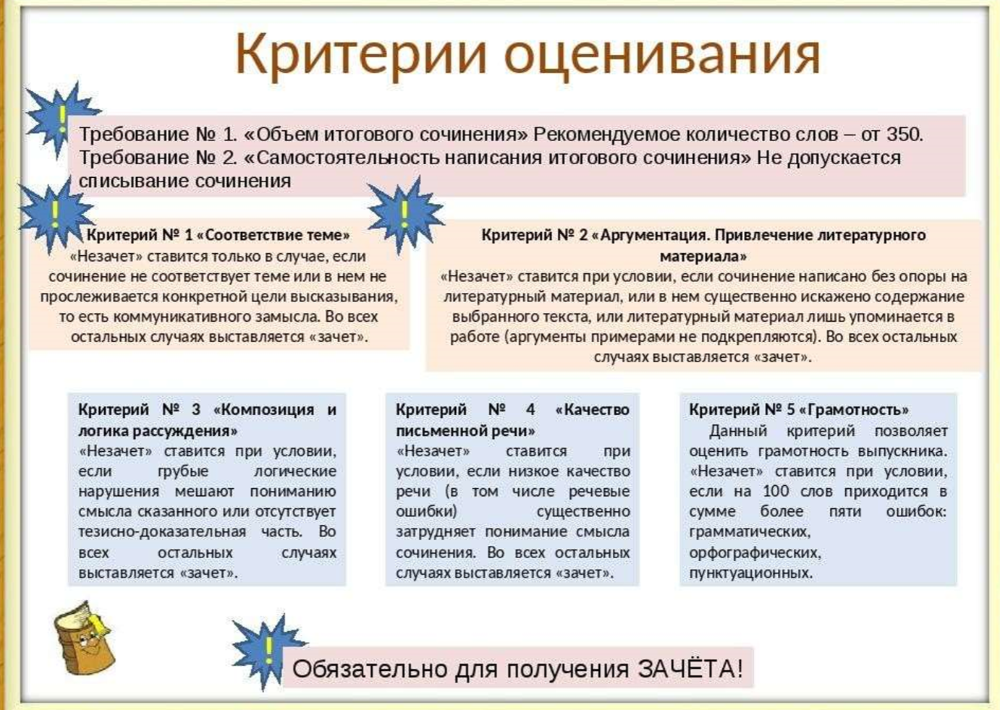 Критерии оценивания
!
Требование № 1. «Объем итогового сочинения» Рекомендуемое количество слов – от 350.
Требование № 2. «Самостоятельность написания итогового сочинения» Не допускается
списывание сочинения
!
Критерий № 1 «Соответствие теме»
«Незачет» ставится только в случае, если
сочинение не соответствует теме или в нем не
прослеживается конкретной цели высказывания,
то есть коммуникативного замысла. Во всех
остальных случаях выставляется «зачет».
!
Критерий № 2 «Аргументация. Привлечение литературного
материала»
«Незачет» ставится при условии, если сочинение написано без опоры на
литературный материал, или в нем существенно искажено содержание
выбранного текста, или литературный материал лишь упоминается в
работе (аргументы примерами не подкрепляются). Во всех остальных
случаях выставляется «зачет».
Критерий № 3 «Композиция и
логика рассуждения»
«Незачет» ставится при условии,
если грубые логические
нарушения мешают пониманию
смысла сказанного или отсутствует
тезисно-доказательная часть. Во
всех остальных случаях
выставляется «зачет».
Критерий № 4 «Качество
письменной речи»
«Незачет» ставится при
условии, если низкое качество
речи (в том числе речевые
ошибки) существенно
затрудняет понимание смысла
сочинения. Во всех остальных
случаях выставляется «зачет».
Критерий № 5 «Грамотность»
Данный критерий позволяет
оценить грамотность выпускника.
«Незачет» ставится при условии,
если на 100 слов приходится в
сумме более пяти ошибок:
грамматических,
орфографических,
пунктуационных.
!
Обязательно для получения ЗАЧЁТА!